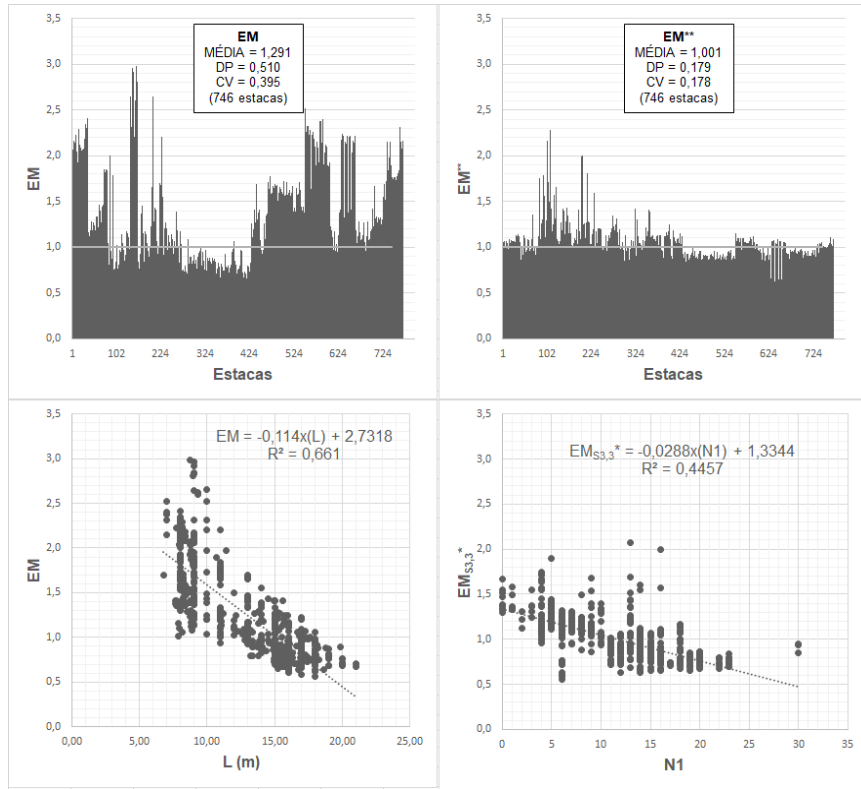 3,5
3,0
2,5
2,0
1,5
1,0
0,5
0,0
EM
EM
MÉDIA = 1,291
DP = 0,510
CV = 0,395
(746 estacas)
1 102 224 324 424 524 624 724
Estacas
3,5
3,0
2,5
2,0
1,5
1,0
0,5
0,0
EM**
EM**
MÉDIA = 1,001
DP = 0,179
CV = 0,178
(746 estacas)
1 102 224 324 424 524 624 724
Estacas
3,5
3,0
2,5
2,0
1,5
1,0
0,5
0,0
EM
EM = -0,114x(L) + 2,7318
R² = 0,661
0,00 5,00 10,00 15,00 20,00 25,00
L (m)
3,5
3,0
2,5
2,0
1,5
1,0
0,5
0,0
EMS3,3*
EMS3,3* = -0,0288x(N1) + 1,3344
R² = 0,4457
0 5 10 15 20 25 30 35
N1